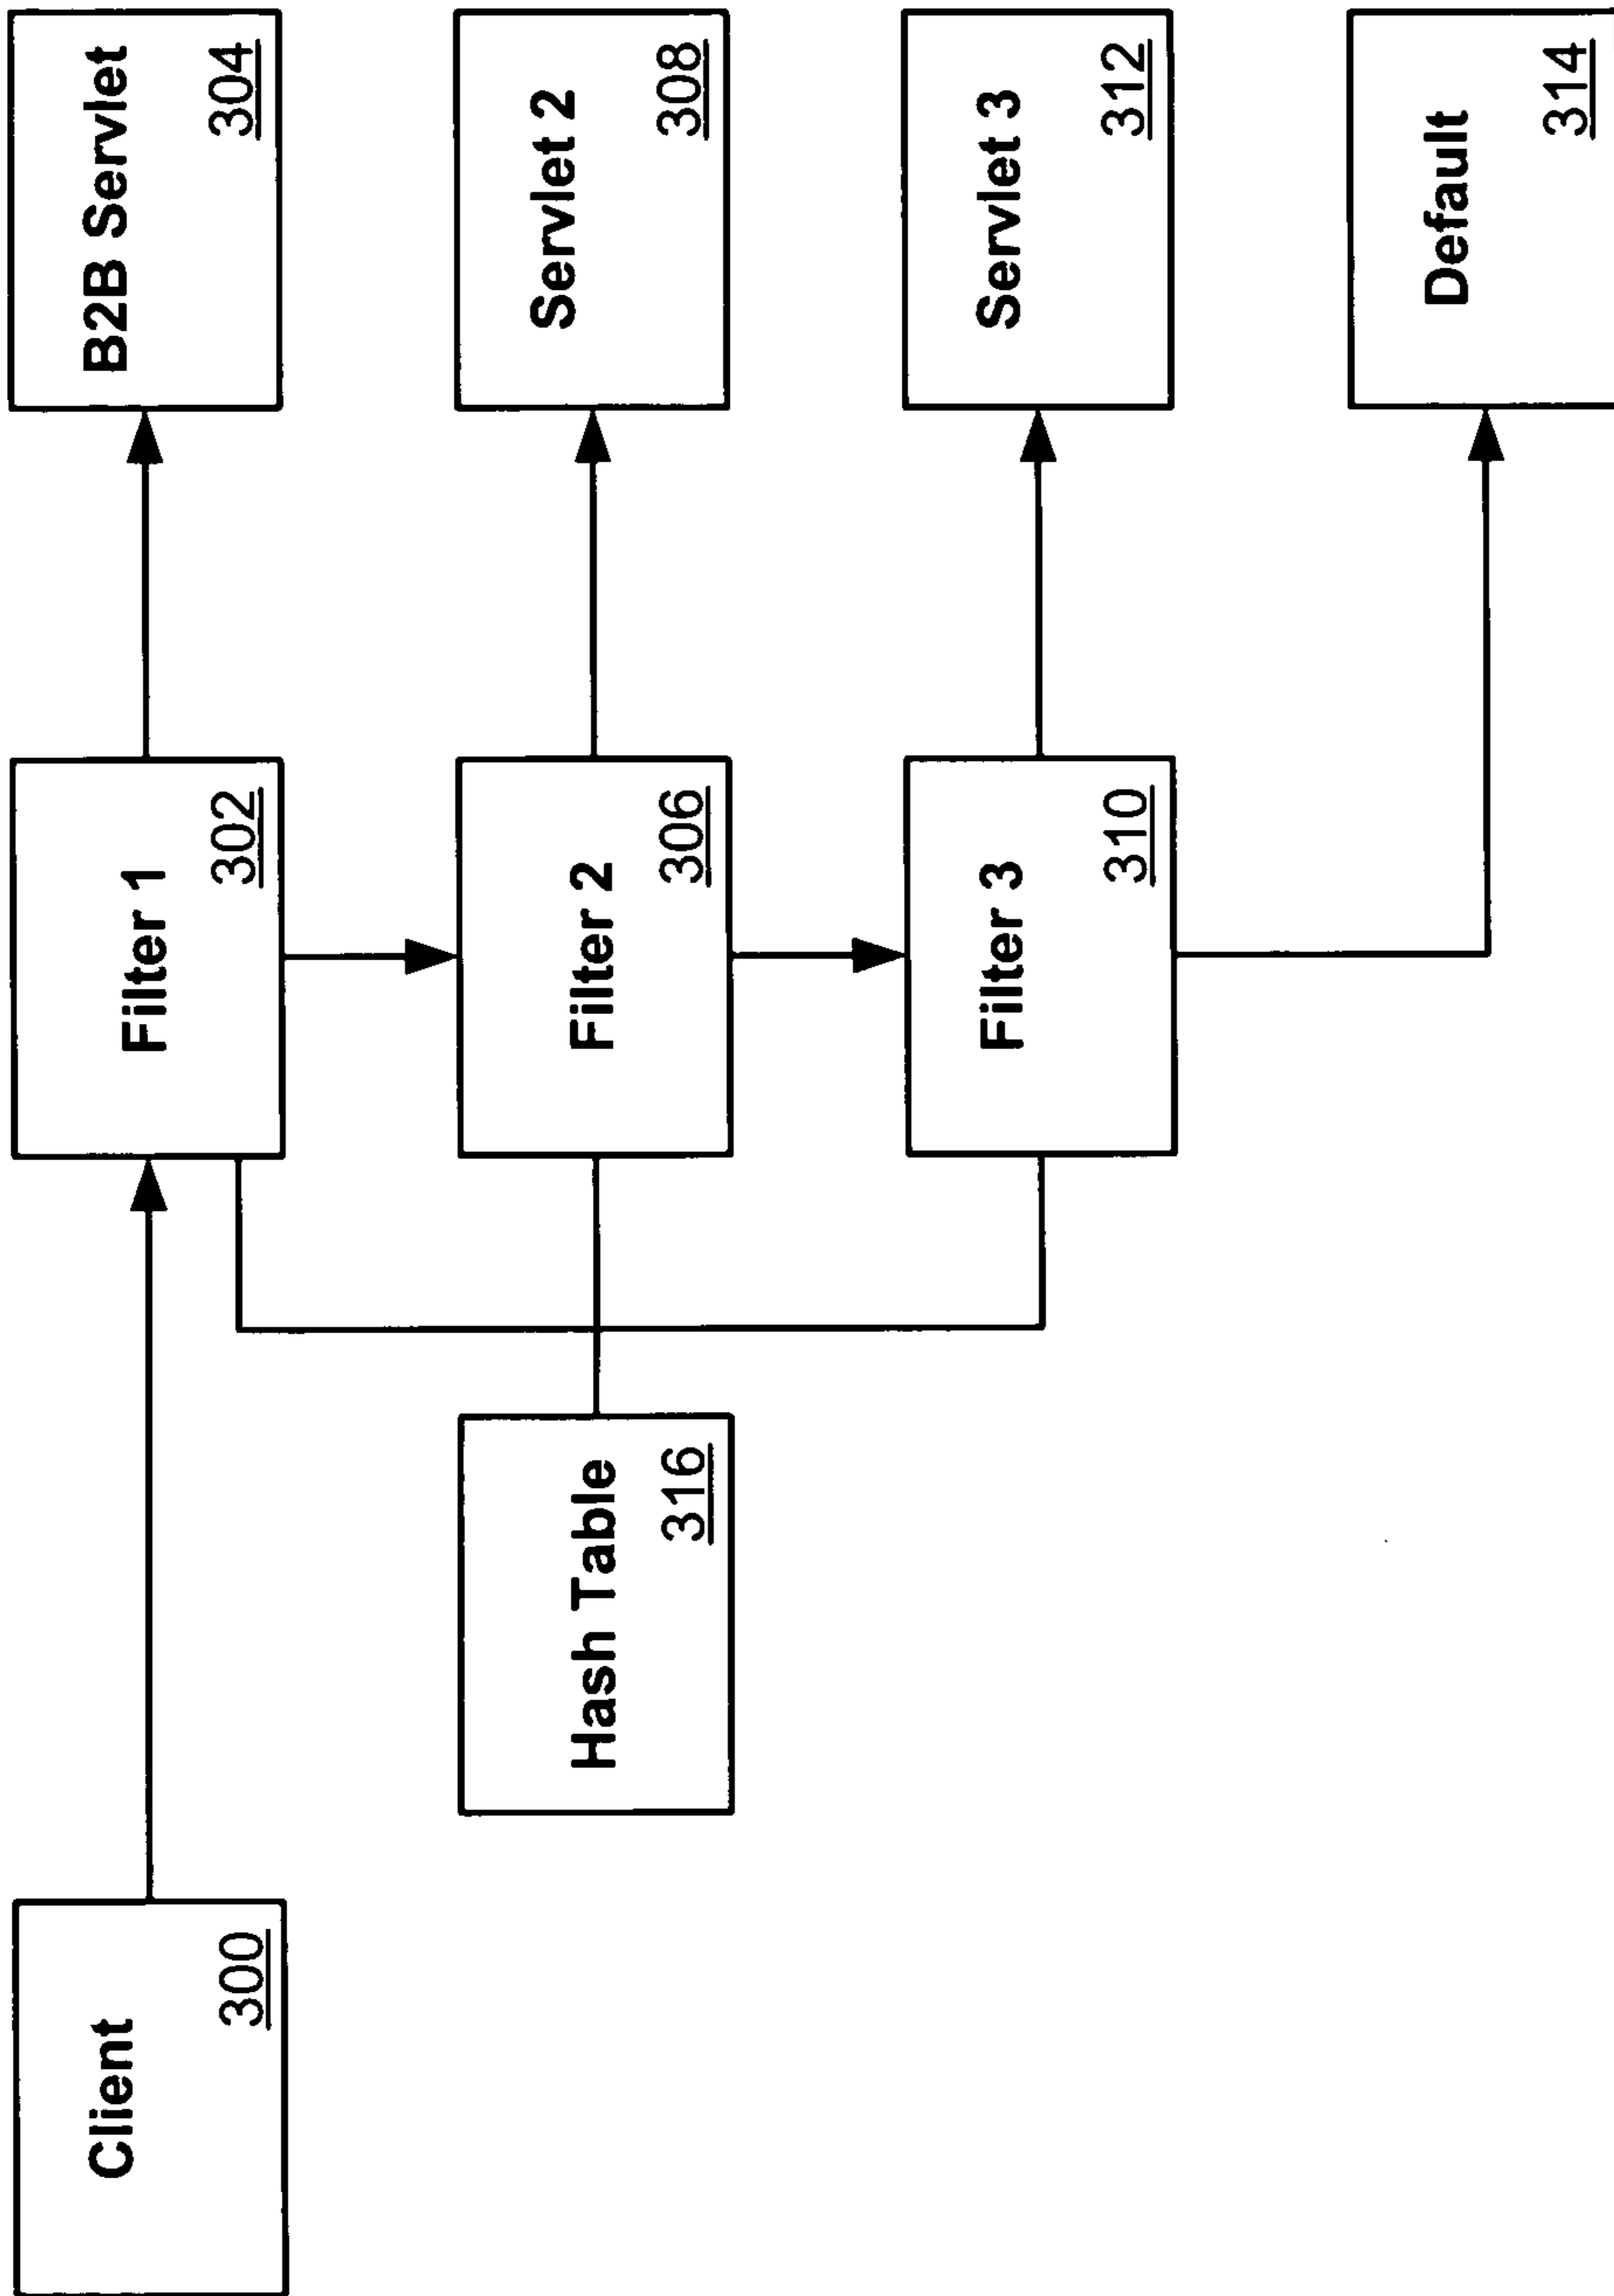 Client
300
Filter 1
302
B2B Servlet
304
Hash Table
316
Filter 2
306
Servlet 2
308
Filter 3
310
Servlet 3
312
Default
314